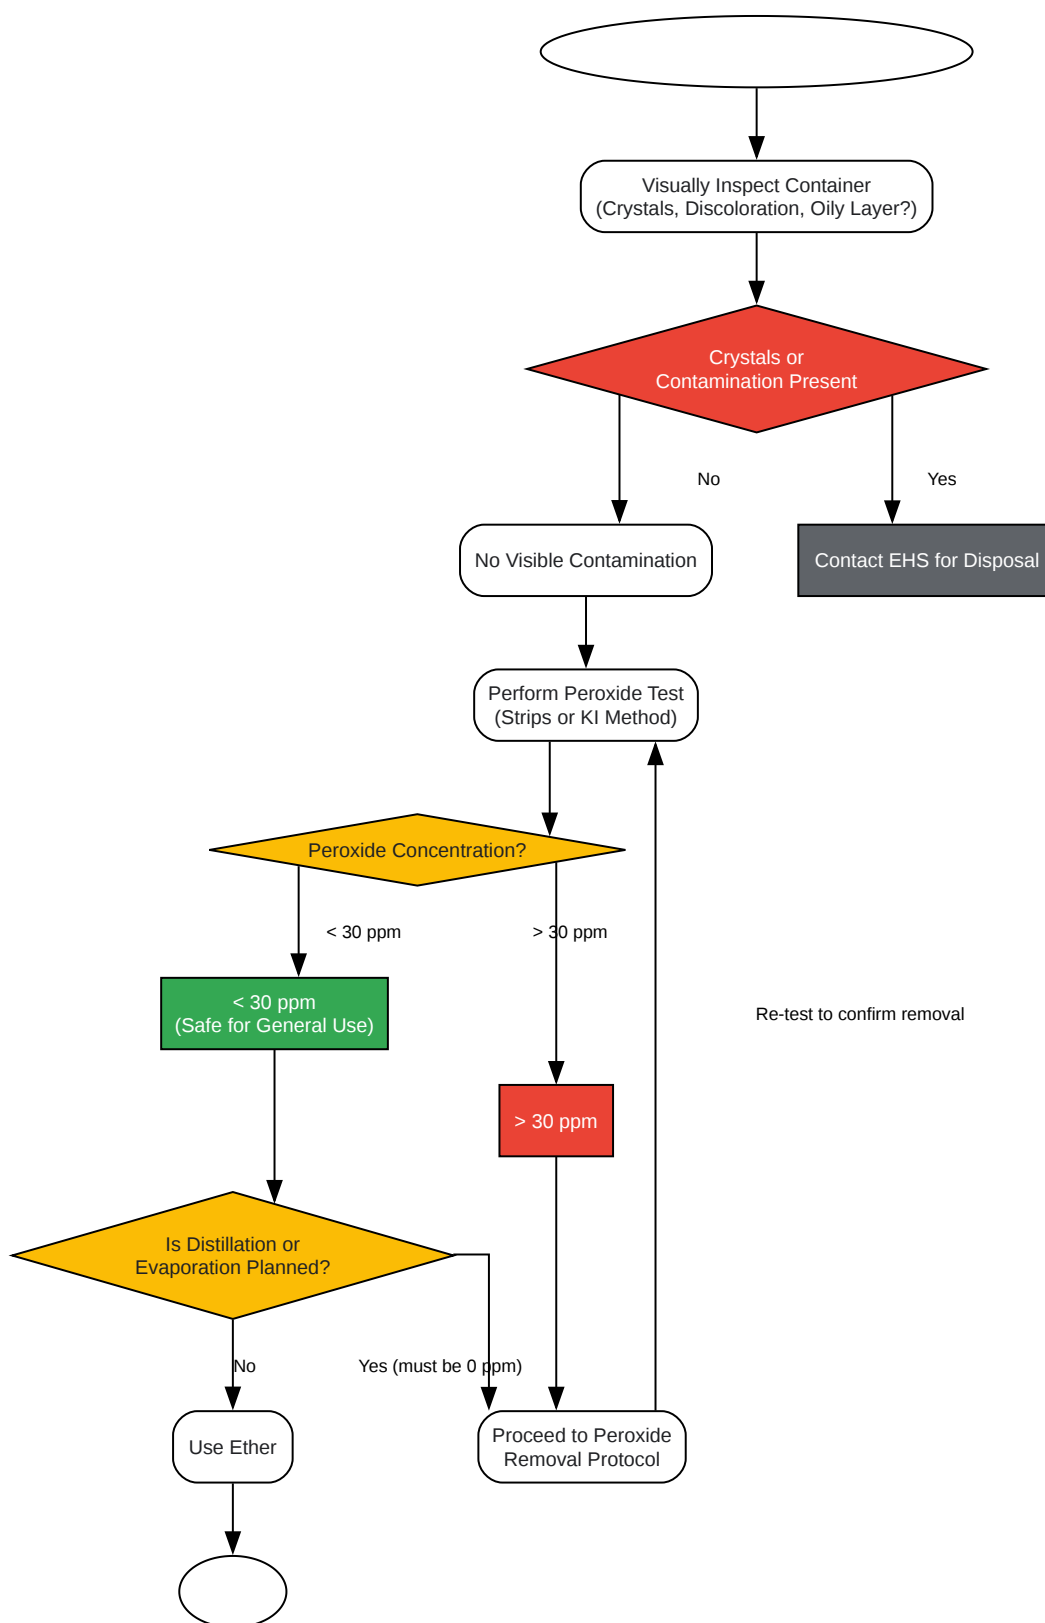 Visually Inspect Container
(Crystals, Discoloration, Oily Layer?)
Crystals or
Contamination Present
No
Yes
No Visible Contamination
Contact EHS for Disposal
Perform Peroxide Test
(Strips or KI Method)
Peroxide Concentration?
< 30 ppm
> 30 ppm
< 30 ppm
(Safe for General Use)
Re-test to confirm removal
> 30 ppm
Is Distillation or
Evaporation Planned?
No
Yes (must be 0 ppm)
Use Ether
Proceed to Peroxide
Removal Protocol